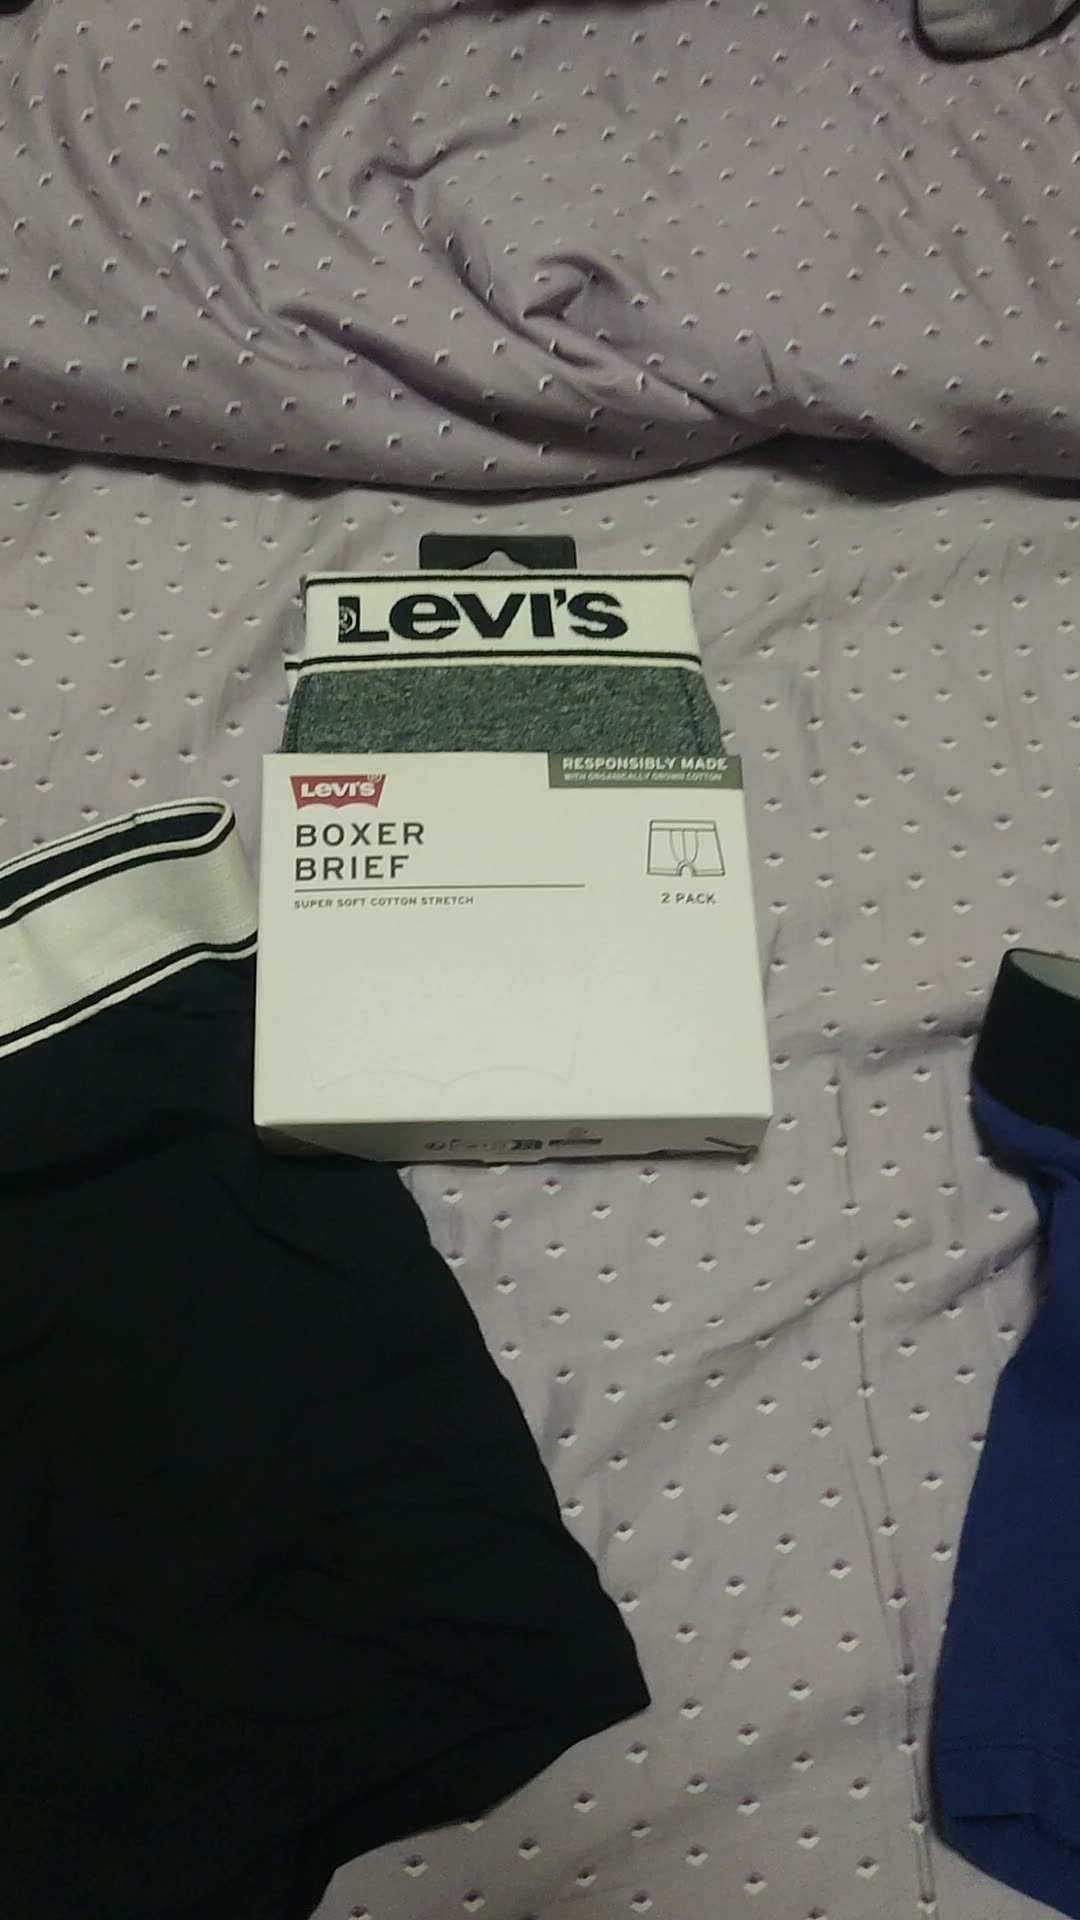 Levi's
RESPONSIBLY MADE
WITH ORGANICALLY GROWN COTTON
Levi's
BOXER
BRIEF
SUPER SOFT COTTON STRETCH
2 PACK